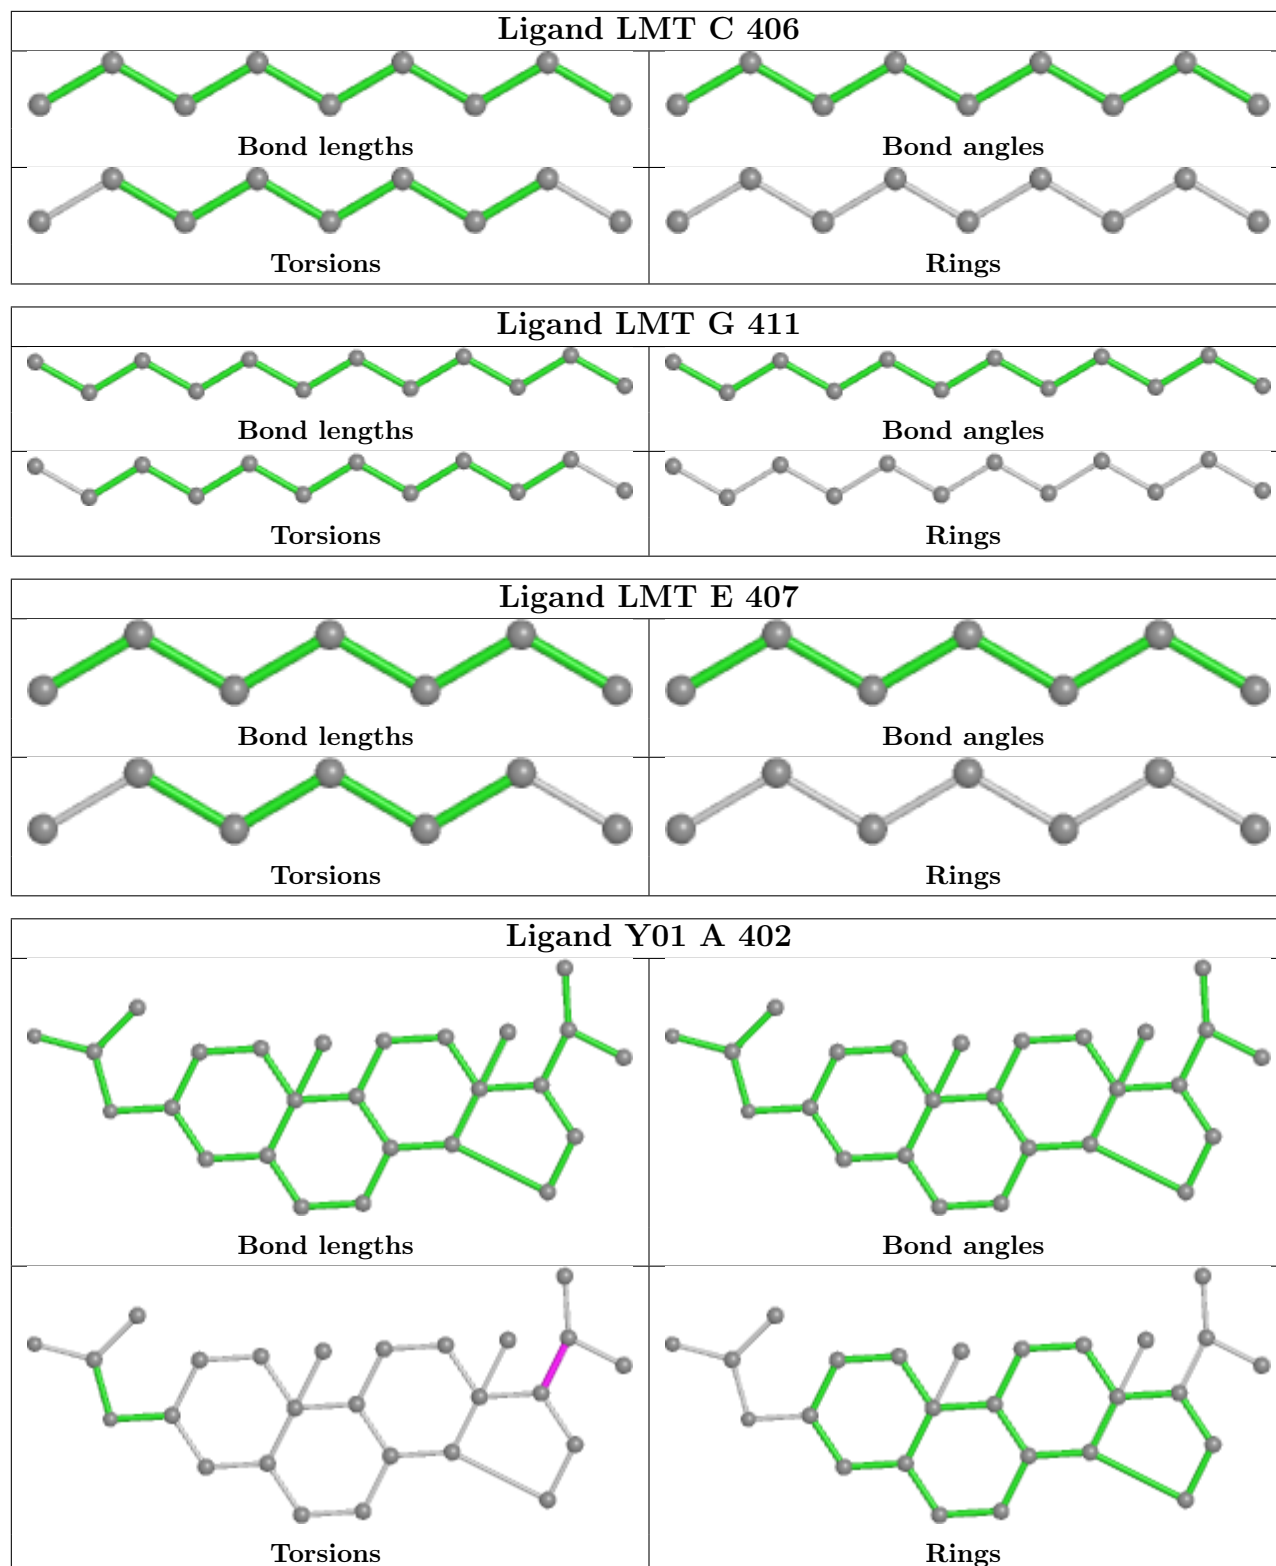 Ligand LMT C 406
Bond lengths
Bond angles
Torsions
Rings
Ligand LMT G 411
Bond lengths
Bond angles
Torsions
Rings
Ligand LMT E 407
Bond lengths
Bond angles
Torsions
Rings
Ligand Y01 A 402
Bond lengths
Bond angles
Torsions
Rings